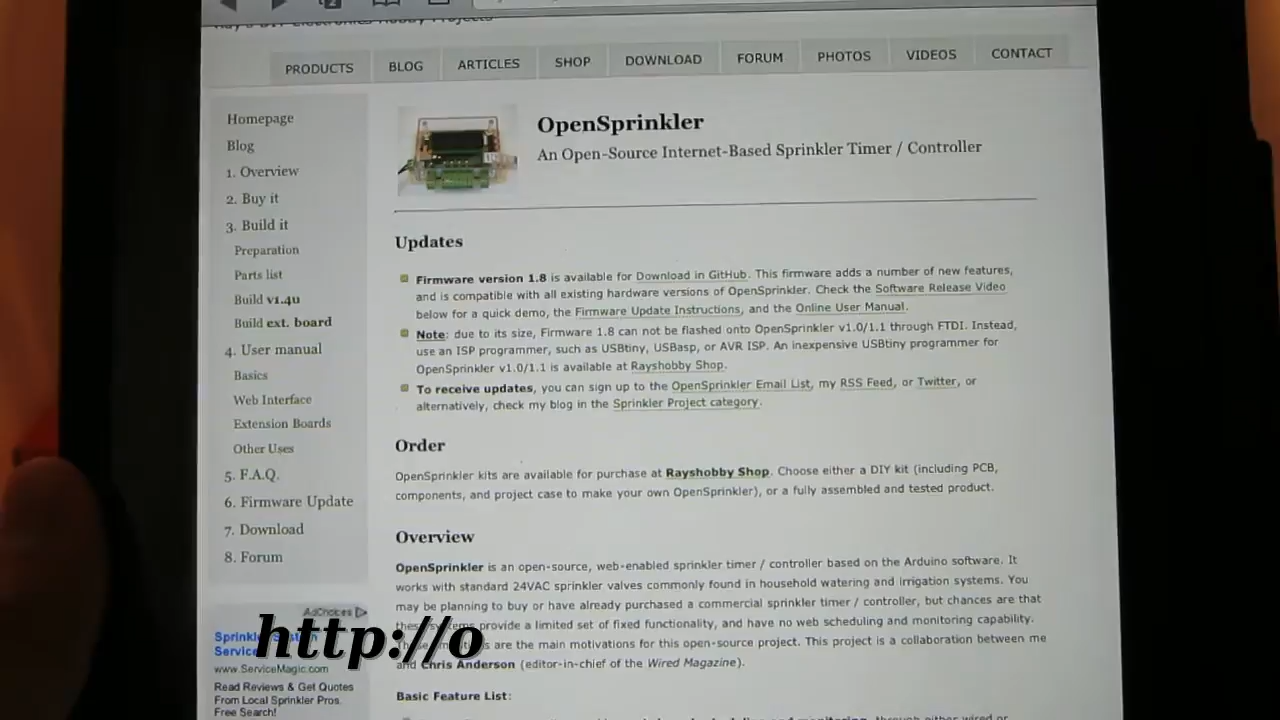 Ray's DIY Electronics Hobby Projects
PRODUCTS BLOG ARTICLES SHOP DOWNLOAD FORUM PHOTOS VIDEOS CONTACT
Homepage
Blog
1. Overview
2. Buy it
3. Build it
Preparation
Parts list
Build v1.4u
Build ext. board
4. User manual
Basics
Web Interface
Extension Boards
Other Uses
5. F.A.Q.
6. Firmware Update
7. Download
8. Forum
AdChoices
Sprinkler System
Service
www.ServiceMagic.com
Read Reviews & Get Quotes
From Local Sprinkler Pros.
Free Search!
OpenSprinkler
An Open-Source Internet-Based Sprinkler Timer / Controller
Updates
Firmware version 1.8 is available for Download in GitHub. This firmware adds a number of new features,
and is compatible with all existing hardware versions of OpenSprinkler. Check the Software Release Video
below for a quick demo, the Firmware Update Instructions, and the Online User Manual.
Note: due to its size, Firmware 1.8 can not be flashed onto OpenSprinkler v1.0/1.1 through FTDI. Instead,
use an ISP programmer, such as USBtiny, USBasp, or AVR ISP. An inexpensive USBtiny programmer for
OpenSprinkler v1.0/1.1 is available at Rayshobby Shop.
To receive updates, you can sign up to the OpenSprinkler Email List, my RSS Feed, or Twitter, or
alternatively, check my blog in the Sprinkler Project category.
Order
OpenSprinkler kits are available for purchase at Rayshobby Shop. Choose either a DIY kit (including PCB,
components, and project case to make your own OpenSprinkler), or a fully assembled and tested product.
Overview
OpenSprinkler is an open-source, web-enabled sprinkler timer / controller based on the Arduino software. It
works with standard 24VAC sprinkler valves commonly found in household watering and irrigation systems. You
may be planning to buy or have already purchased a commercial sprinkler timer / controller, but chances are that
these systems provide a limited set of fixed functionality, and have no web scheduling and monitoring capability.
are the main motivations for this open-source project. This project is a collaboration between me
and Chris Anderson (editor-in-chief of the Wired Magazine).
Basic Feature List:
http://o